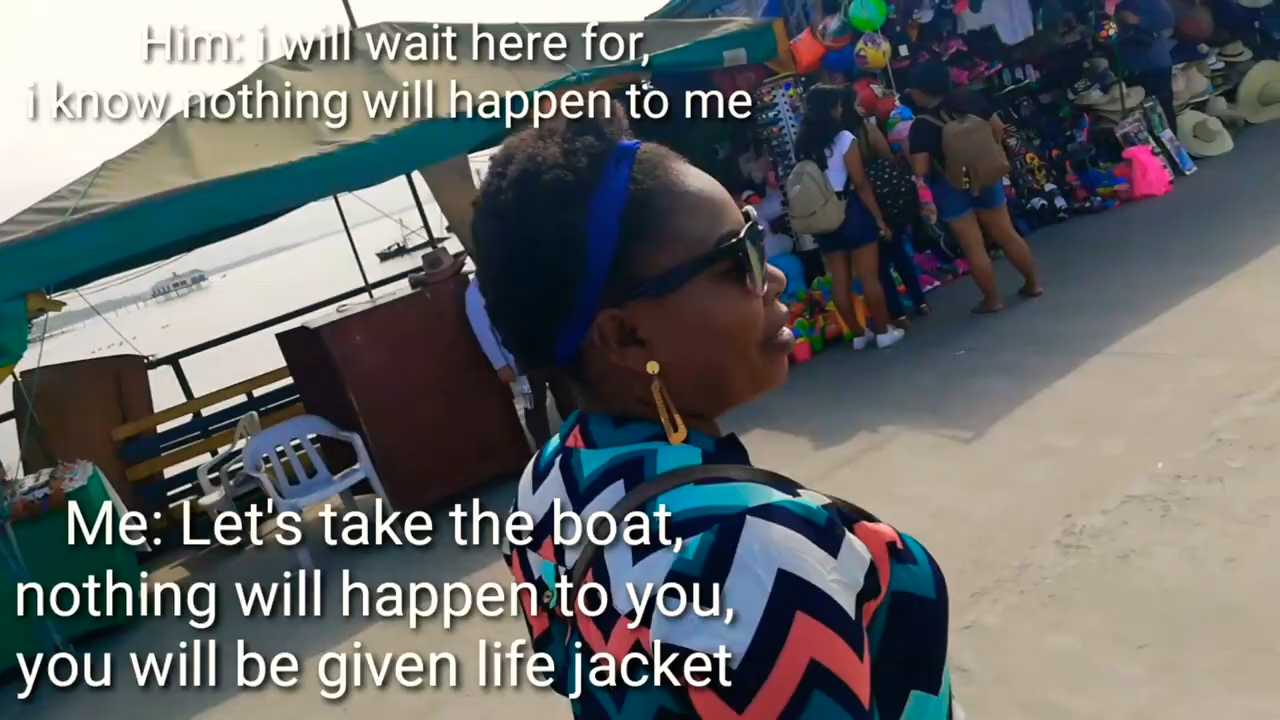 Him: i will wait here for,
i know nothing will happen to me
Me: Let's take the boat,
nothing will happen to you,
you will be given life jacket